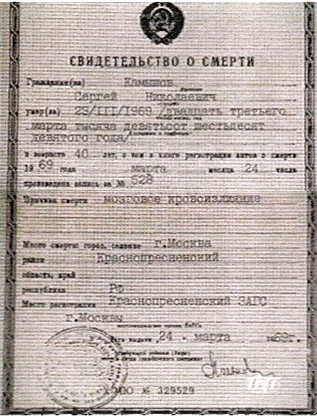 СВИДЕТЕЛЬСТВО О СМЕРТИ
Гражданин(ка) Камышов
Сергей Николаевич
умер(ла) 23/III/1969 /двадцать третьего
марта тысяча девятьсот шестьдесят
девятого года/
в возрасте 40 лет, о чем в книге регистрации актов о смерти
19 69 года марта месяца 24 числа
произведена запись за № 528
Причина смерти мозговое кровоизлияние
Место смерти: город, селение г.Москва
район Краснопресненский
область, край
республика РФ
Место регистрации Краснопресненский ЗАГС
г.Москвы
Дата выдачи 24 марта 1969г.
№ 329529
ТНТ